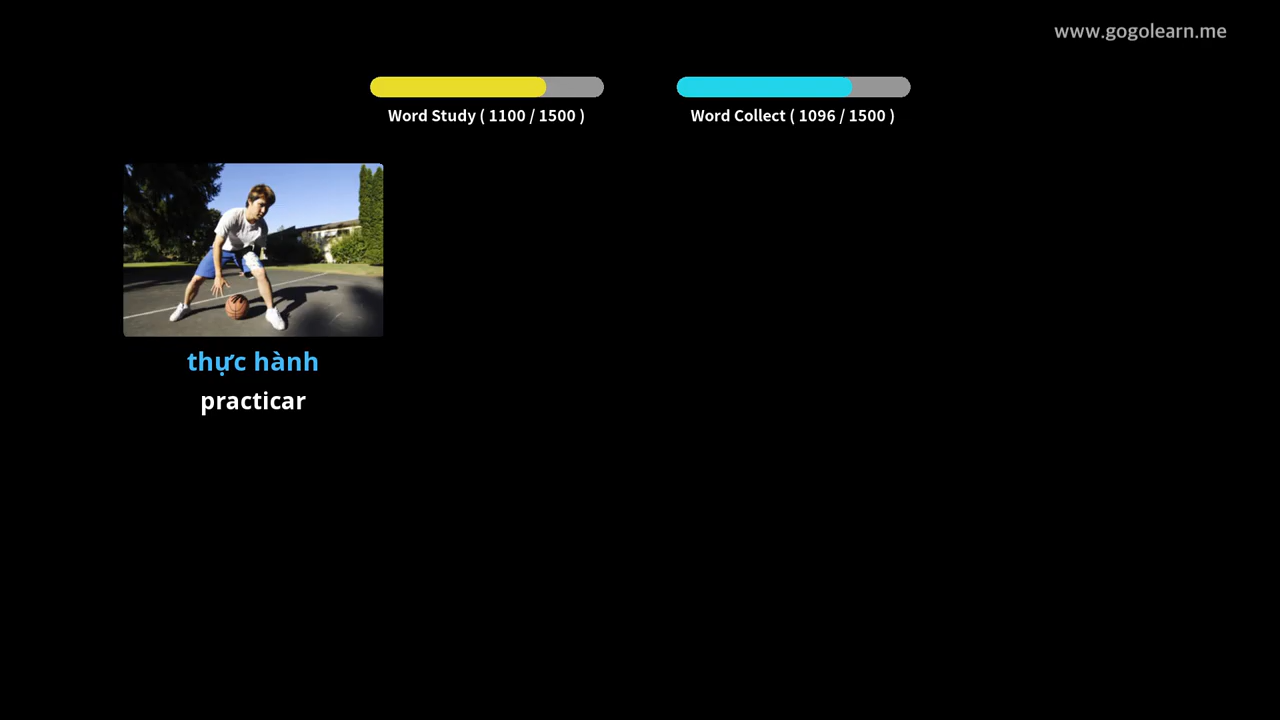 www.gogolearn.me
Word Study ( 1100 / 1500 )
Word Collect ( 1096 / 1500 )
thực hành
practicar